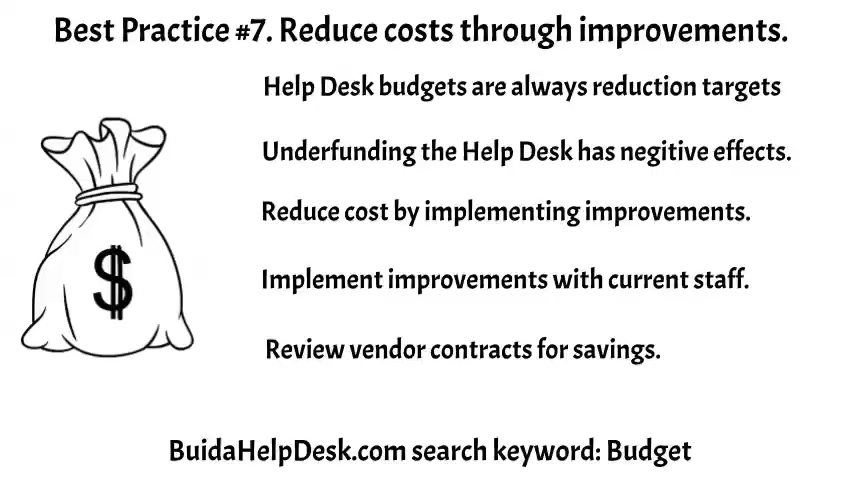 Best Practice #7. Reduce costs through improvements.
Help Desk budgets are always reduction targets
Underfunding the Help Desk has negitive effects.
Reduce cost by implementing improvements.
Implement improvements with current staff.
$
Review vendor contracts for savings.
BuidaHelpDesk.com search keyword: Budget